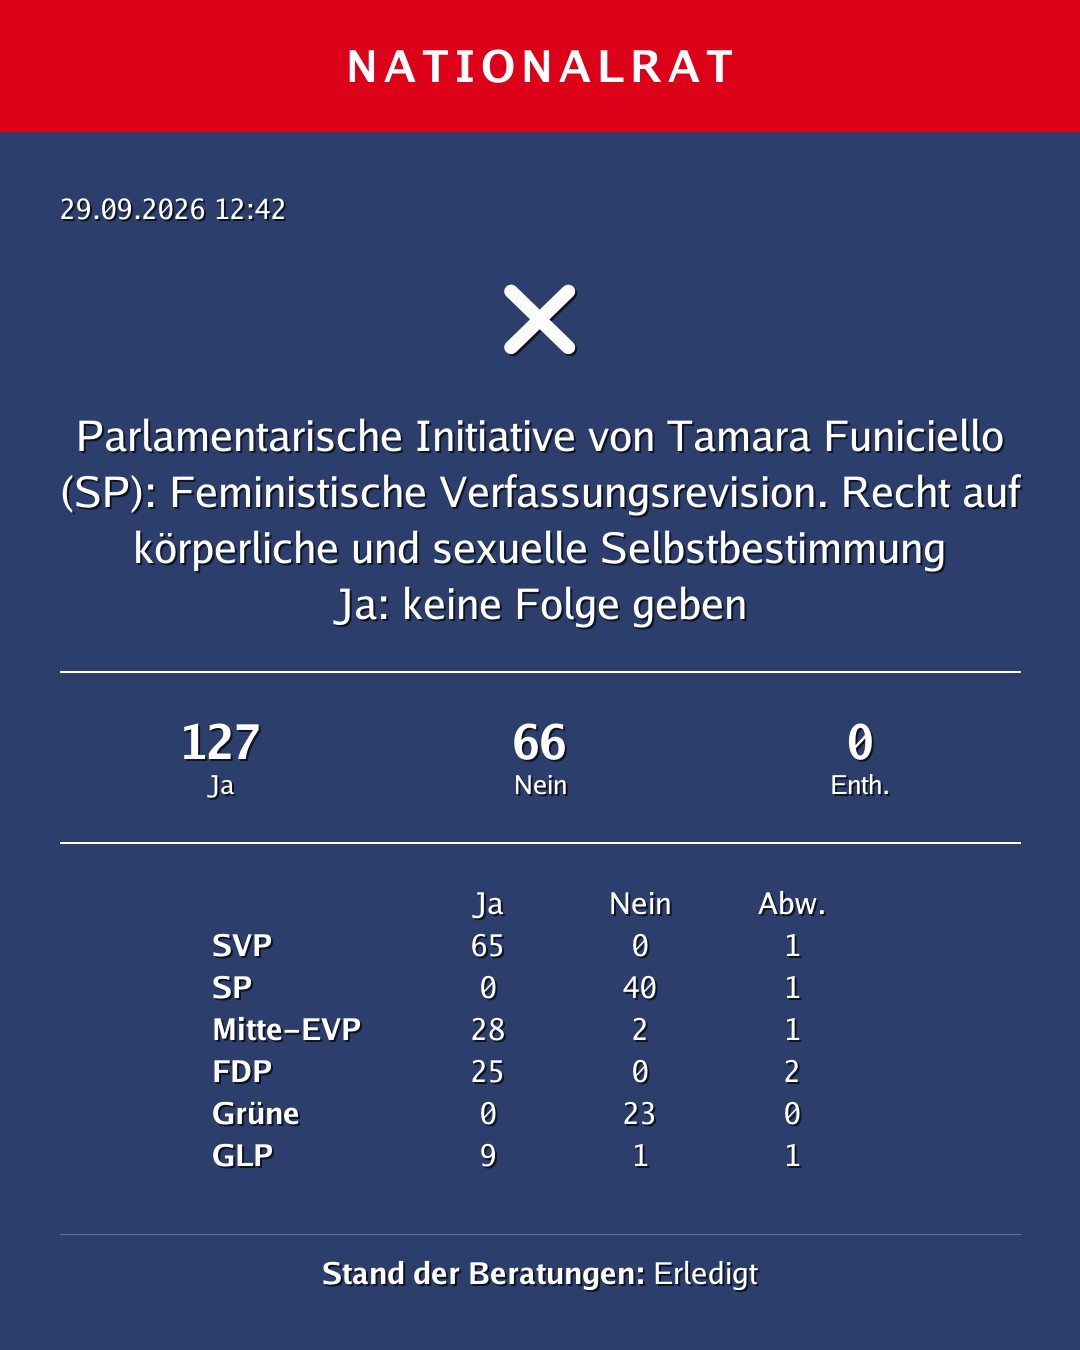 NATIONALRAT
29.09.2026 12:42
Parlamentarische Initiative von Tamara Funiciello
(SP): Feministische Verfassungsrevision. Recht auf
körperliche und sexuelle Selbstbestimmung
Ja: keine Folge geben
127 66 0
Ja Nein Enth.
Ja Nein Abw.
SVP 65 0 1
SP 0 40 1
Mitte-EVP 28 2 1
FDP 25 0 2
Grüne 0 23 0
GLP 9 1 1
Stand der Beratungen: Erledigt